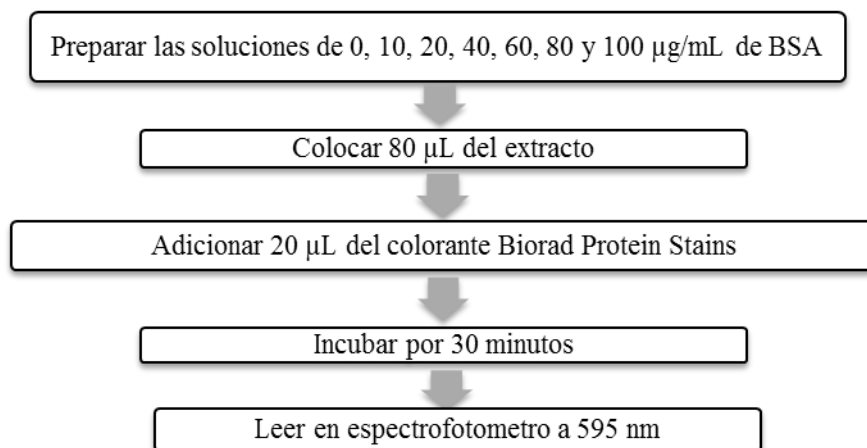 Preparar las soluciones de 0, 10, 20, 40, 60, 80 y 100 µg/mL de BSA
Colocar 80 µL del extracto
Adicionar 20 µL del colorante Biorad Protein Stains
Incubar por 30 minutos
Leer en espectrofotometro a 595 nm